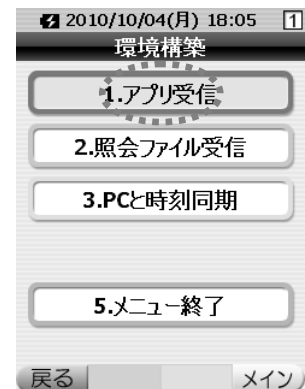 2010/10/04(月) 18:05 1
環境構築
1.アプリ受信
2.照会ファイル受信
3.PCと時刻同期
5.メニュー終了
戻る メイン